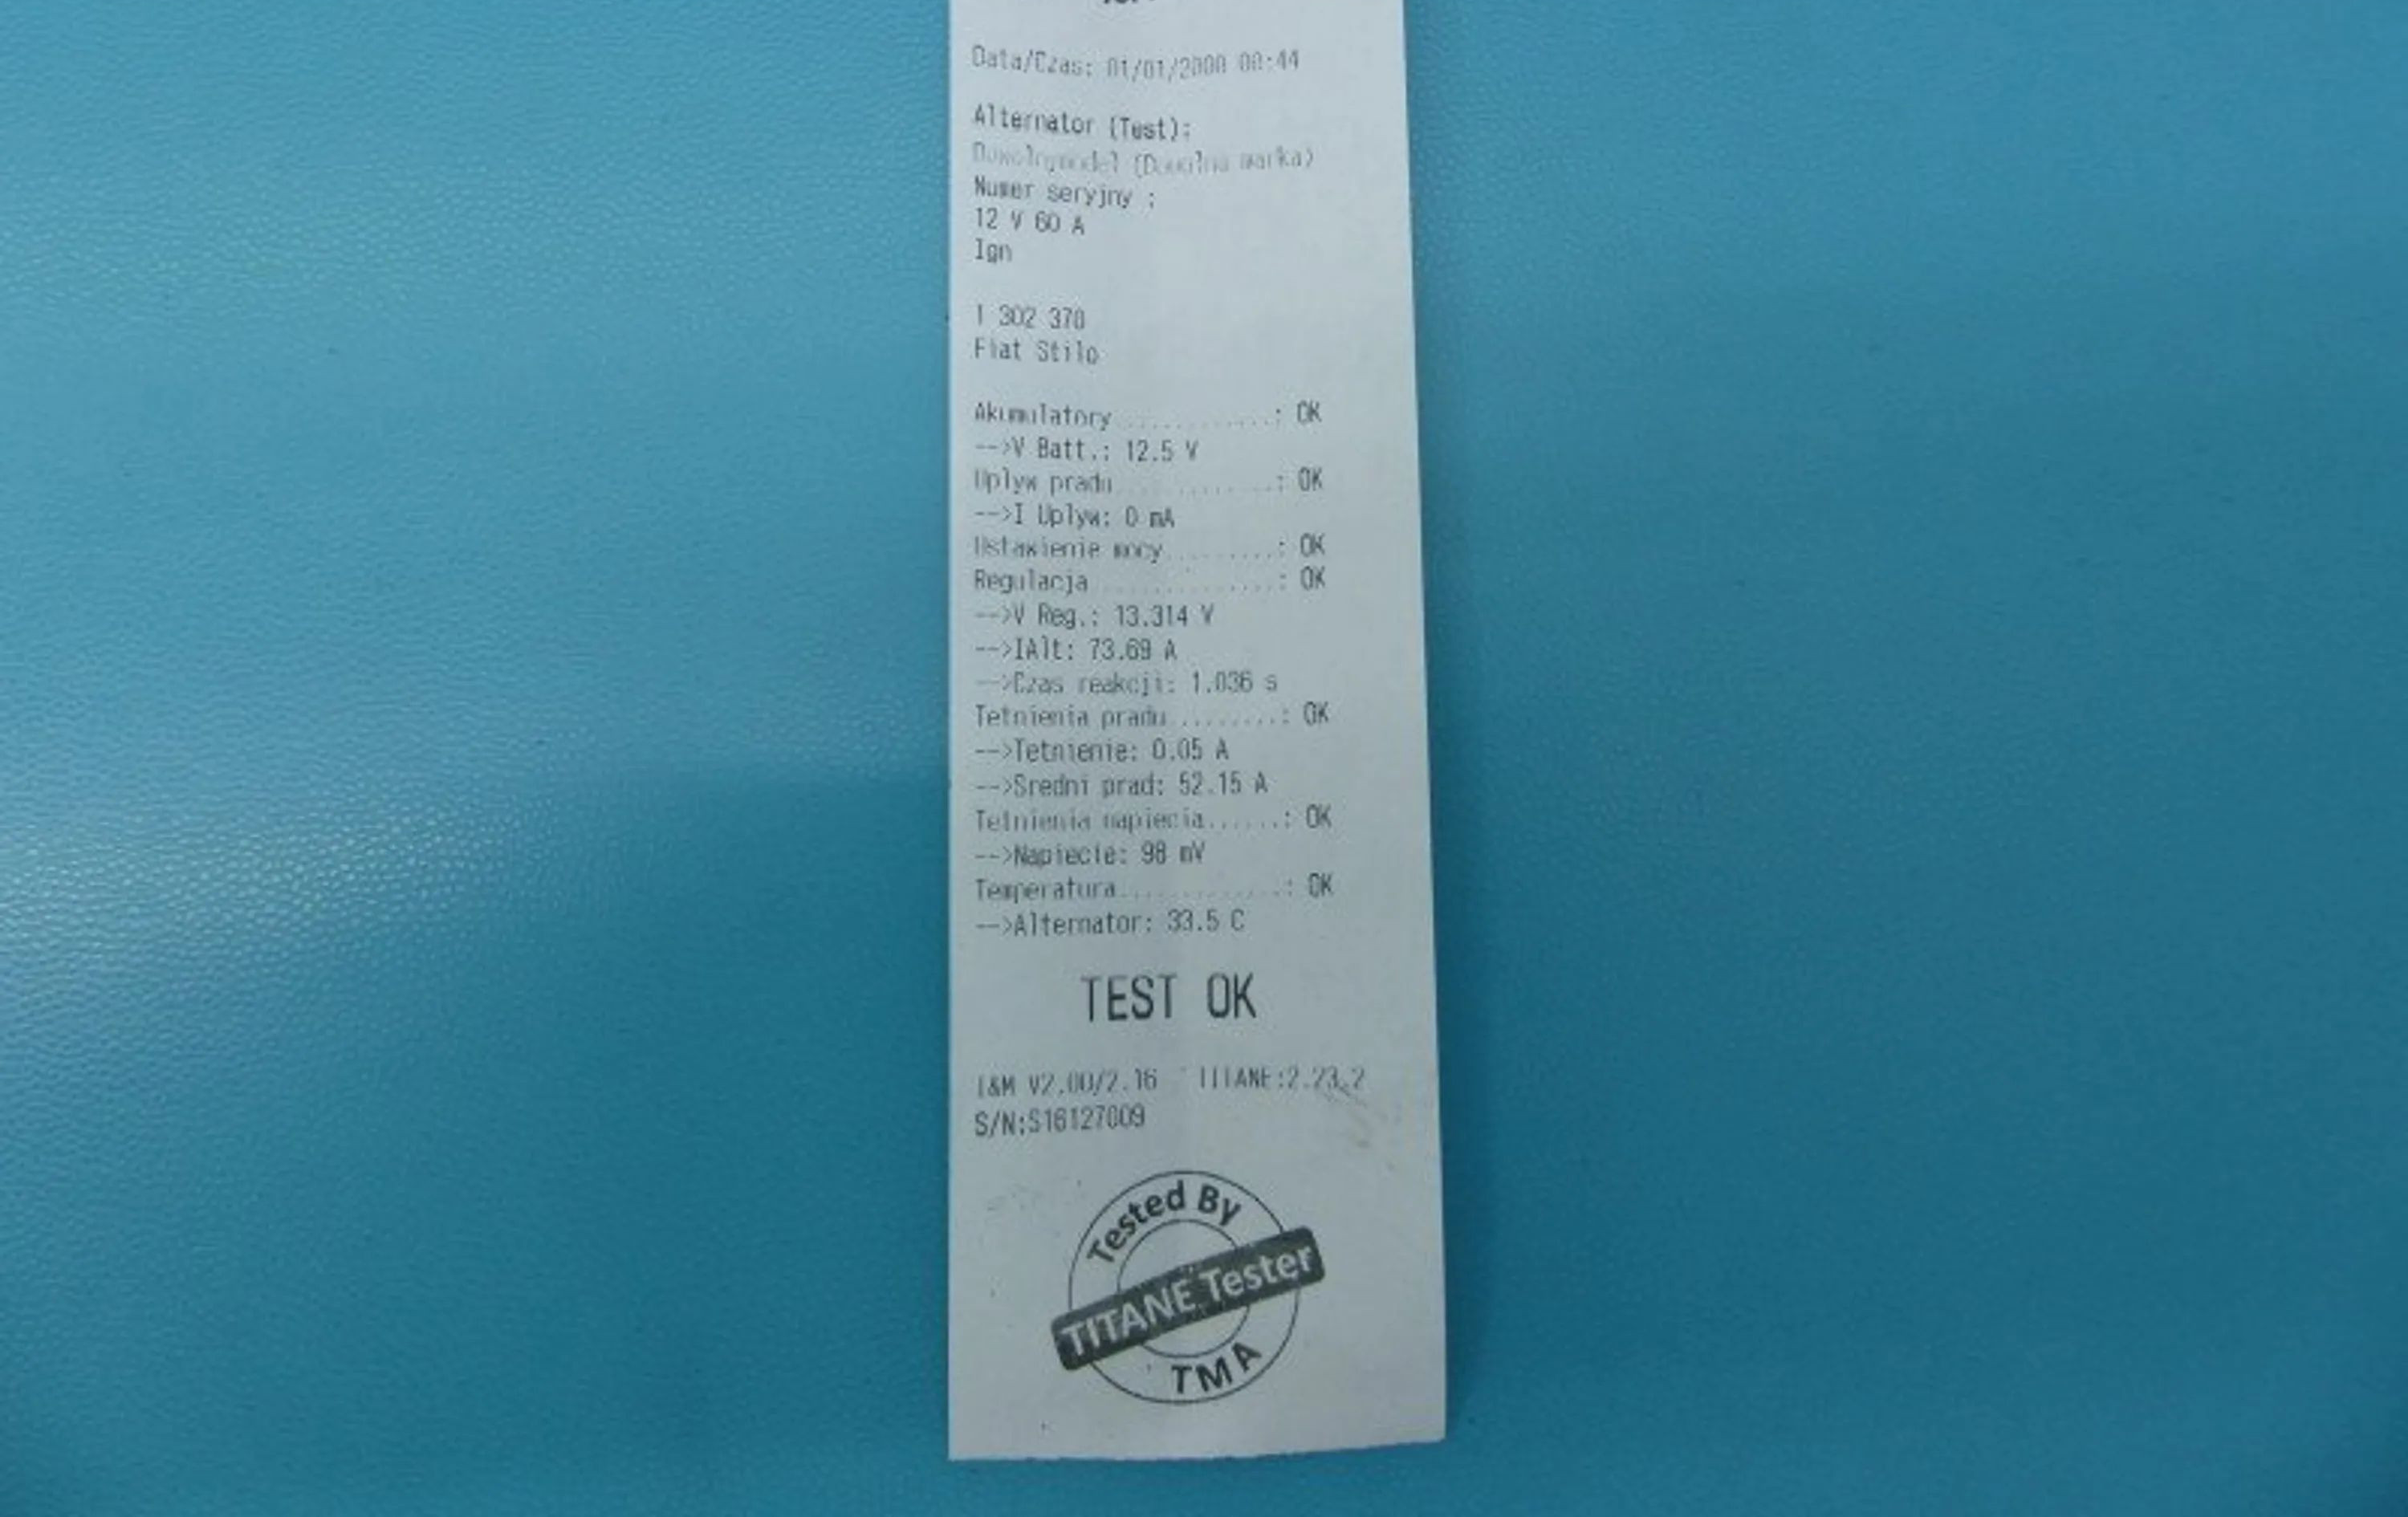 Data/Czas: 01/01/2000 00:44
Alternator (Test):
Dowolnymodel (Dowolna marka)
Numer seryjny :
12 V 60 A
Ign
1 302 370
Fiat Stilo
Akumulatory............: OK
-->V Batt.: 12.5 V
Uplyw pradu............: OK
-->I Uplyw: 0 mA
Ustawienie mocy.........: OK
Regulacja..............: OK
-->V Reg.: 13.314 V
-->IAlt: 73.69 A
-->Czas reakcji: 1.036 s
Tetnienia pradu........: OK
-->Tetnienie: 0.05 A
-->Sredni prad: 52.15 A
Tetnienia napiecia......: OK
-->Napiecie: 98 mV
Temperatura............: OK
-->Alternator: 33.5 C
TEST OK
I&M V2.00/2.16 TITANE:2.23.2
S/N:S16127009
Tested By
TITANE Tester
TMA